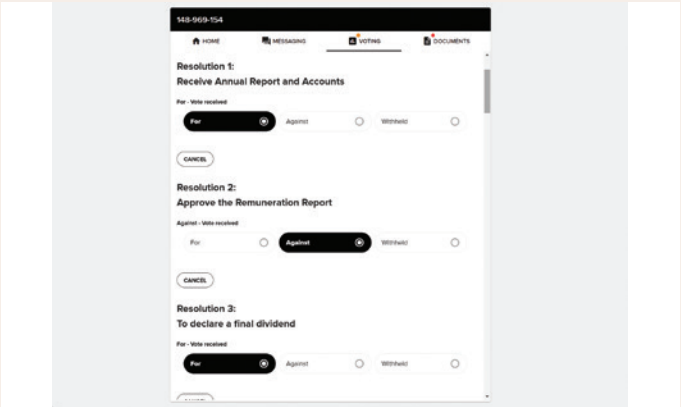 148-969-154
HOME MESSAGING VOTING DOCUMENTS
Resolution 1:
Receive Annual Report and Accounts
For - Vote received
For Against Withheld
CANCEL
Resolution 2:
Approve the Remuneration Report
Against - Vote received
For Against Withheld
CANCEL
Resolution 3:
To declare a final dividend
For - Vote received
For Against Withheld
CANCEL